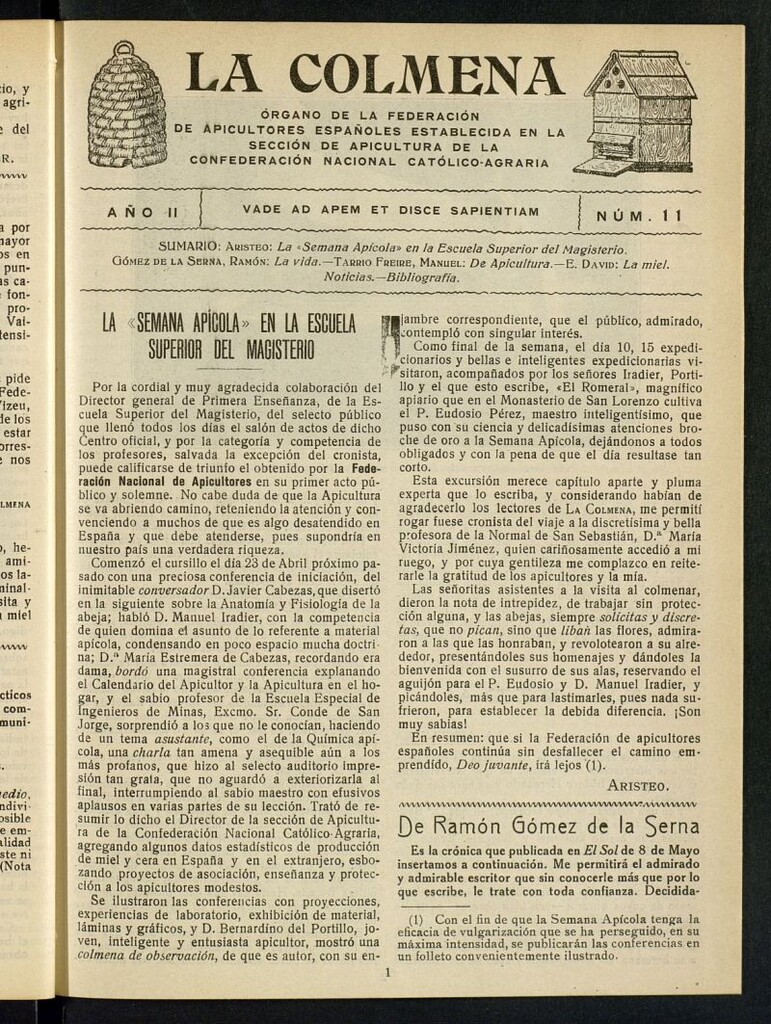 LA COLMENA
ÓRGANO DE LA FEDERACIÓN
DE APICULTORES ESPAÑOLES ESTABLECIDA EN LA
SECCIÓN DE APICULTURA DE LA
CONFEDERACIÓN NACIONAL CATÓLICO-AGRARIA
AÑO II
VADE AD APEM ET DISCE SAPIENTIAM
NÚM. 11
SUMARIO: ARISTEO: La «Semana Apícola» en la Escuela Superior del Magisterio.
GÓMEZ DE LA SERNA, RAMÓN: La vida.—TARRIO FREIRE, MANUEL: De Apicultura.—E. DAVID: La miel.
Noticias.—Bibliografía.
LA «SEMANA APÍCOLA» EN LA ESCUELA
SUPERIOR DEL MAGISTERIO
Por la cordial y muy agradecida colaboración del
Director general de Primera Enseñanza, de la Es-
cuela Superior del Magisterio, del selecto público
que llenó todos los días el salón de actos de dicho
Centro oficial, y por la categoría y competencia de
los profesores, salvada la excepción del cronista,
puede calificarse de triunfo el obtenido por la Fede-
ración Nacional de Apicultores en su primer acto pú-
blico y solemne. No cabe duda de que la Apicultura
se va abriendo camino, reteniendo la atención y con-
venciendo a muchos de que es algo desatendido en
España y que debe atenderse, pues supondría en
nuestro país una verdadera riqueza.
Comenzó el cursillo el día 23 de Abril próximo pa-
sado con una preciosa conferencia de iniciación, del
inimitable conversador D. Javier Cabezas, que disertó
en la siguiente sobre la Anatomía y Fisiología de la
abeja; habló D. Manuel Iradier, con la competencia
de quien domina el asunto de lo referente a material
apícola, condensando en poco espacio mucha doctri-
na; D.ª María Estremera de Cabezas, recordando era
dama, bordó una magistral conferencia explanando
el Calendario del Apicultor y la Apicultura en el ho-
gar, y el sabio profesor de la Escuela Especial de
Ingenieros de Minas, Excmo. Sr. Conde de San
Jorge, sorprendió a los que no le conocían, haciendo
de un tema asustante, como el de la Química apí-
cola, una charla tan amena y asequible aún a los
más profanos, que hizo al selecto auditorio impre-
sión tan grata, que no aguardó a exteriorizarla al
final, interrumpiendo al sabio maestro con efusivos
aplausos en varias partes de su lección. Trató de re-
sumir lo dicho el Director de la sección de Apicultu-
ra de la Confederación Nacional Católico-Agraria,
agregando algunos datos estadísticos de producción
de miel y cera en España y en el extranjero, esbo-
zando proyectos de asociación, enseñanza y protec-
ción a los apicultores modestos.
Se ilustraron las conferencias con proyecciones,
experiencias de laboratorio, exhibición de material,
láminas y gráficos, y D. Bernardino del Portillo, jo-
ven, inteligente y entusiasta apicultor, mostró una
colmena de observación, de que es autor, con su en-
jambre correspondiente, que el público, admirado,
contempló con singular interés.
Como final de la semana, el día 10, 15 expedi-
cionarios y bellas e inteligentes expedicionarias vi-
sitaron, acompañados por los señores Iradier, Porti-
llo y el que esto escribe, «El Romeral», magnífico
apiario que en el Monasterio de San Lorenzo cultiva
el P. Eudosio Pérez, maestro inteligentísimo, que
puso con su ciencia y delicadísimas atenciones bro-
che de oro a la Semana Apícola, dejándonos a todos
obligados y con la pena de que el día resultase tan
corto.
Esta excursión merece capítulo aparte y pluma
experta que lo escriba, y considerando habían de
agradecerlo los lectores de LA COLMENA, me permití
rogar fuese cronista del viaje a la discretísima y bella
profesora de la Normal de San Sebastián, D.ª María
Victoria Jiménez, quien cariñosamente accedió a mi
ruego, y por cuya gentileza me complazco en reite-
rarle la gratitud de los apicultores y la mía.
Las señoritas asistentes a la visita al colmenar,
dieron la nota de intrepidez, de trabajar sin protec-
ción alguna, y las abejas, siempre solícitas y discre-
tas, que no pican, sino que liban las flores, admira-
ron a las que las honraban, y revolotearon a su alre-
dedor, presentándoles sus homenajes y dándoles la
bienvenida con el susurro de sus alas, reservando el
aguijón para el P. Eudosio y D. Manuel Iradier, y
picándoles, más que para lastimarles, pues nada su-
frieron, para establecer la debida diferencia. ¡Son
muy sabias!
En resumen: que si la Federación de apicultores
españoles continúa sin desfallecer el camino em-
prendido, Deo juvante, irá lejos (1).
ARISTEO.
De Ramón Gómez de la Serna
Es la crónica que publicada en El Sol de 8 de Mayo
insertamos a continuación. Me permitirá el admirado
y admirable escritor que sin conocerle más que por lo
que escribe, le trate con toda confianza. Decidida-
(1) Con el fin de que la Semana Apícola tenga la
eficacia de vulgarización que se ha perseguido, en su
máxima intensidad, se publicarán las conferencias en
un folleto convenientemente ilustrado.
1